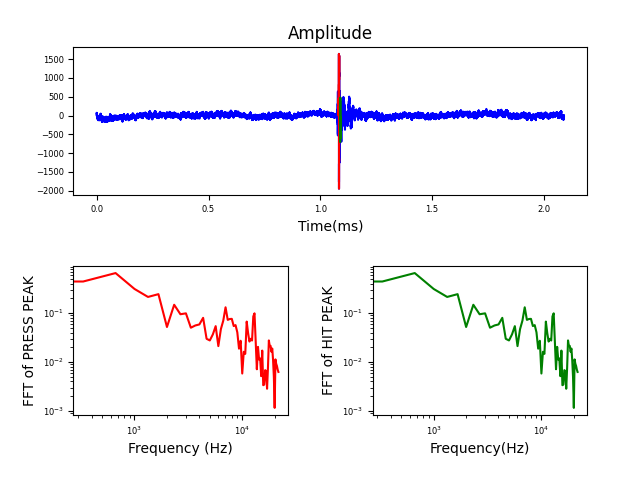 Amplitude
1500
1000
500
0
−500
−1000
−1500
−2000
0.0 0.5 1.0 1.5 2.0
Time(ms)
FFT of PRESS PEAK
10⁻¹
10⁻²
10⁻³
10³ 10⁴
Frequency (Hz)
FFT of HIT PEAK
10⁻¹
10⁻²
10⁻³
10³ 10⁴
Frequency(Hz)